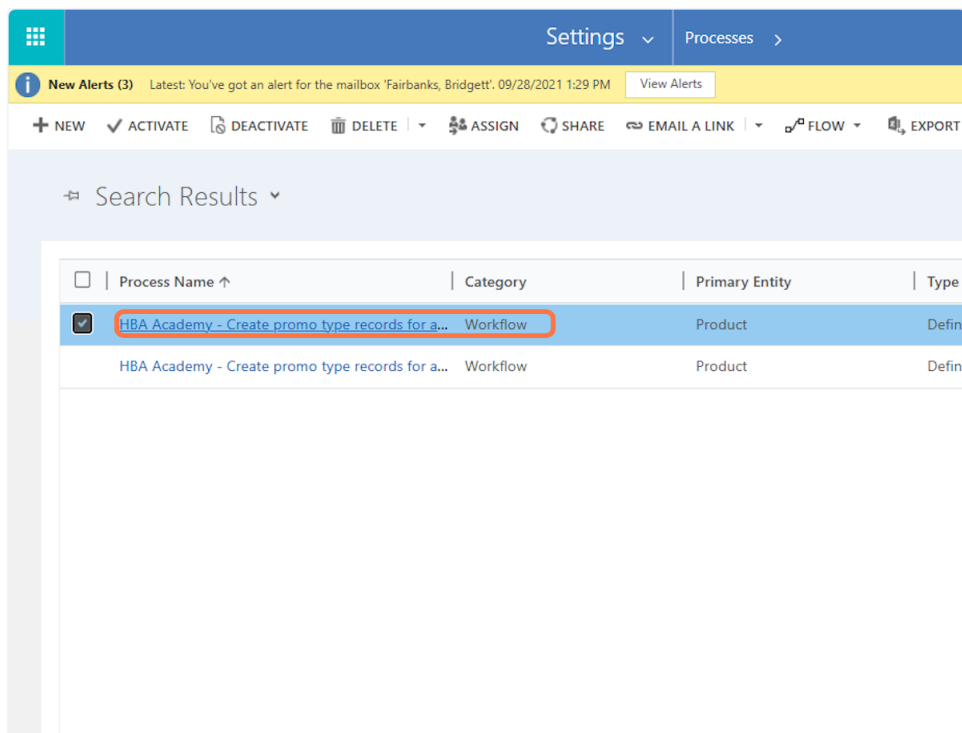 Settings Processes
New Alerts (3) Latest: You've got an alert for the mailbox 'Fairbanks, Bridgett'. 09/28/2021 1:29 PM View Alerts
NEW ACTIVATE DEACTIVATE DELETE ASSIGN SHARE EMAIL A LINK FLOW EXPORT
Search Results
Process Name Category Primary Entity Type
HBA Academy - Create promo type records for a... Workflow Product Defin
HBA Academy - Create promo type records for a... Workflow Product Defin